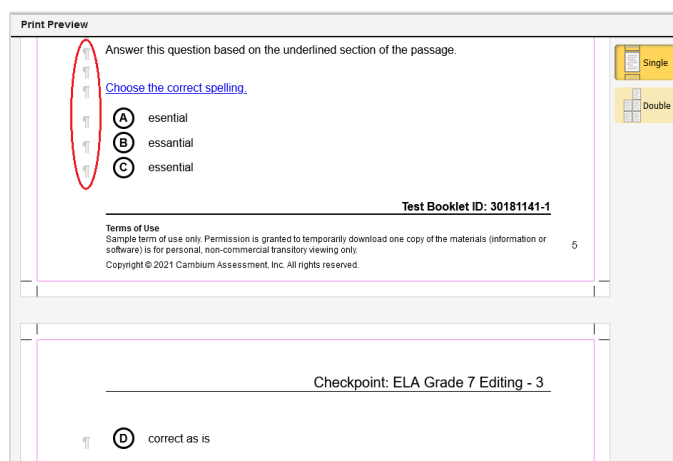 Print Preview
¶ Answer this question based on the underlined section of the passage.
¶
¶ Choose the correct spelling.
¶ A esential
¶ B essantial
¶ C essential
Test Booklet ID: 30181141-1
Terms of Use
Sample term of use only. Permission is granted to temporarily download one copy of the materials (information or
software) is for personal, non-commercial transitory viewing only.
5
Copyright © 2021 Cambium Assessment, Inc. All rights reserved.
Checkpoint: ELA Grade 7 Editing - 3
¶ D correct as is
Single
Double